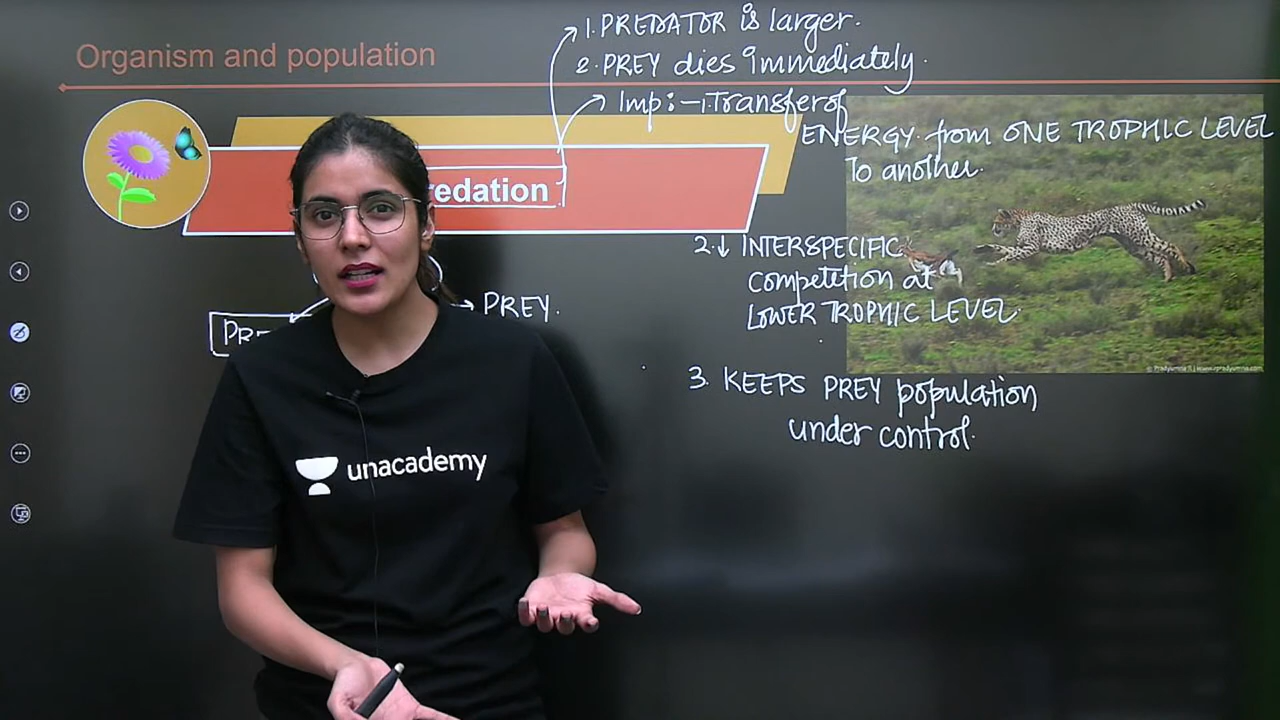 Organism and population
1. PREDATOR is larger.
2. PREY dies immediately.
Imp:- 1. Transfer of
ENERGY from ONE TROPHIC LEVEL
To another.
redation
2. ↓ INTERSPECIFIC
competition at
LOWER TROPHIC LEVEL.
PRE
PREY.
3. KEEPS PREY population
under control.
unacademy